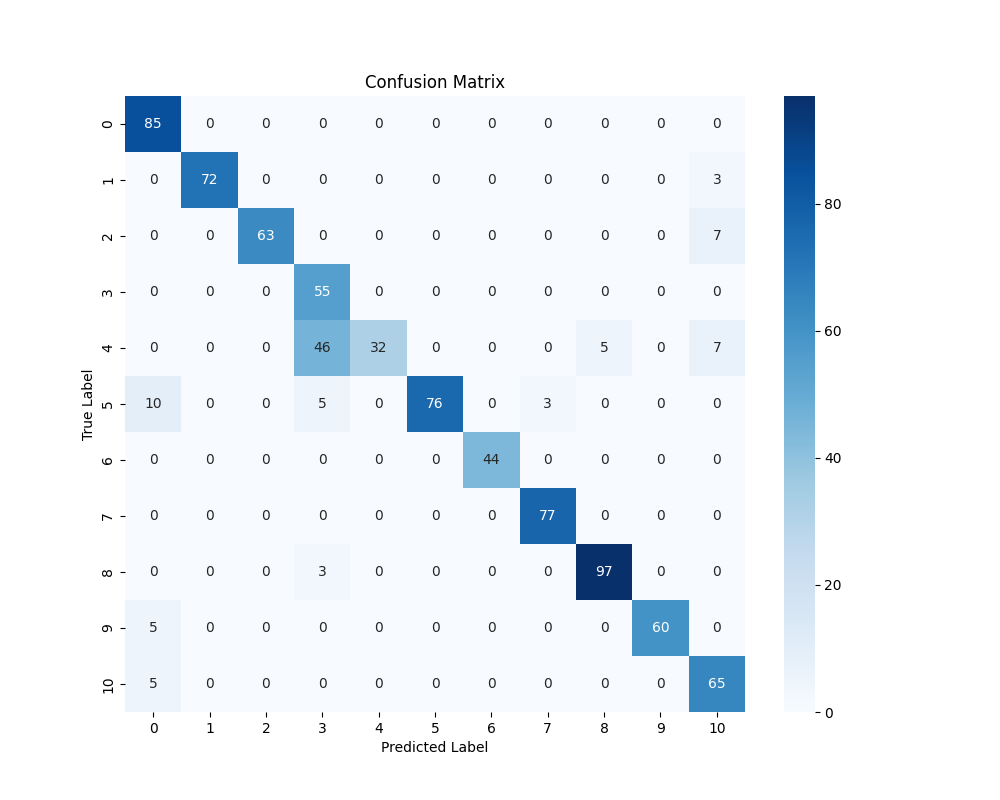 Confusion Matrix
0 85 0 0 0 0 0 0 0 0 0 0
1 0 72 0 0 0 0 0 0 0 0 3
2 0 0 63 0 0 0 0 0 0 0 7
3 0 0 0 55 0 0 0 0 0 0 0
4 0 0 0 46 32 0 0 0 5 0 7
5 10 0 0 5 0 76 0 3 0 0 0
6 0 0 0 0 0 0 44 0 0 0 0
7 0 0 0 0 0 0 0 77 0 0 0
8 0 0 0 3 0 0 0 0 97 0 0
9 5 0 0 0 0 0 0 0 0 60 0
10 5 0 0 0 0 0 0 0 0 0 65
0 1 2 3 4 5 6 7 8 9 10
Predicted Label
True Label
80
60
40
20
0